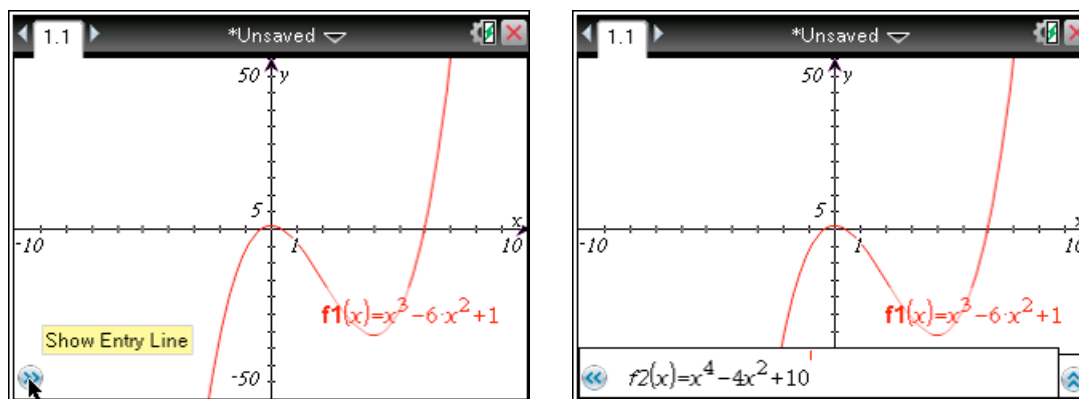 1.1
*Unsaved
50
y
5
x
-10
1
10
f1(x)=x³-6·x²+1
Show Entry Line
-50
1.1
*Unsaved
50
y
5
x
-10
1
10
f1(x)=x³-6·x²+1
f2(x)=x⁴-4x²+10